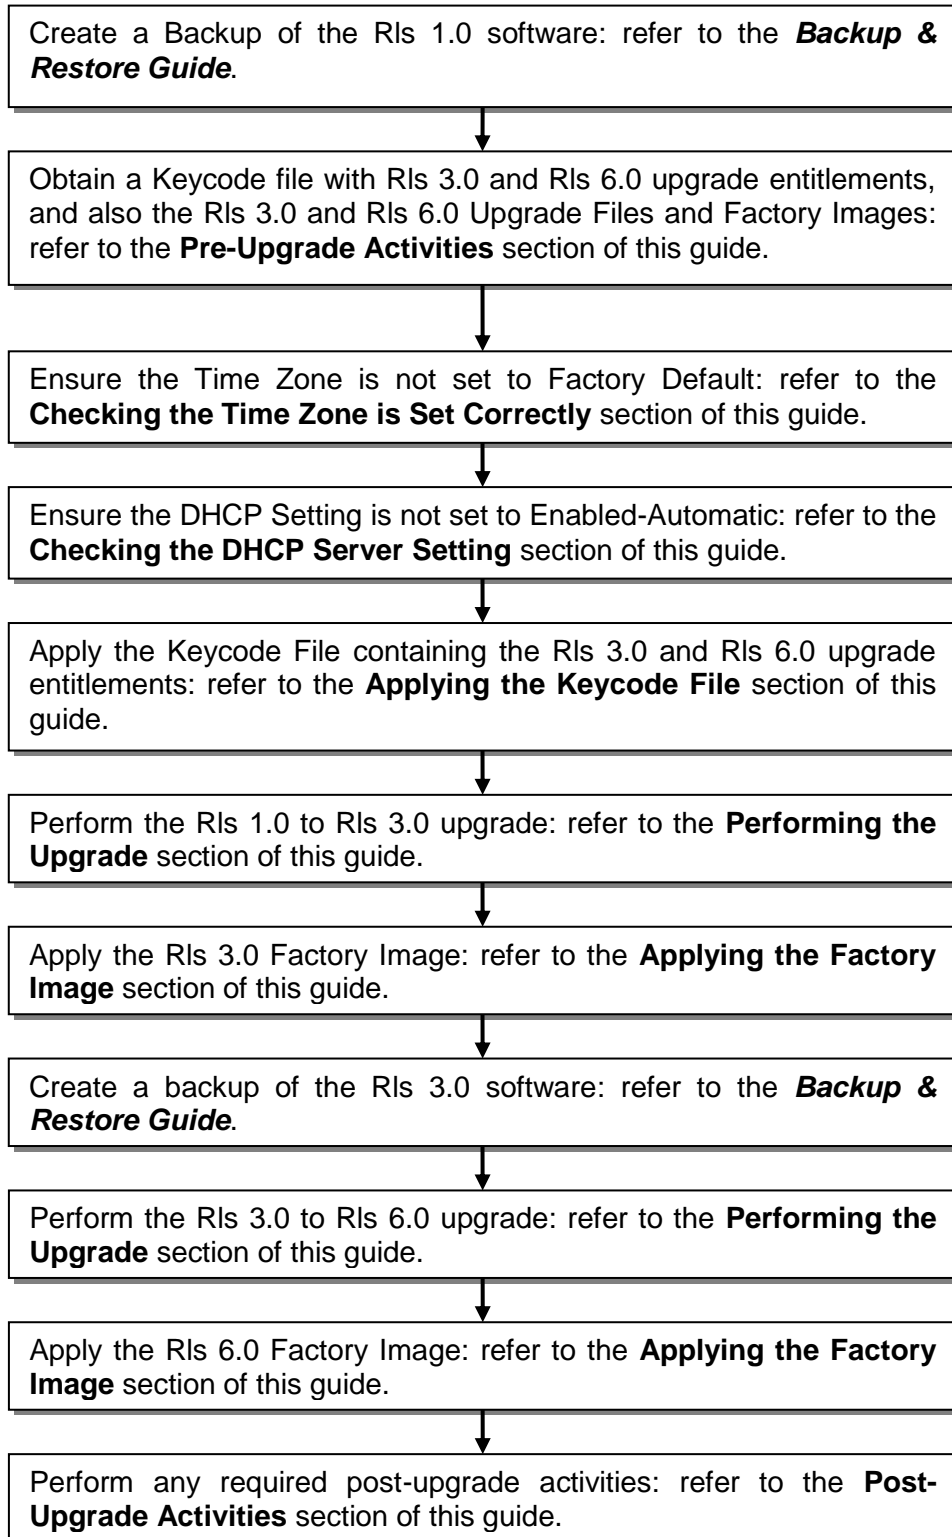 Create a Backup of the Rls 1.0 software: refer to the Backup &
Restore Guide.
Obtain a Keycode file with Rls 3.0 and Rls 6.0 upgrade entitlements,
and also the Rls 3.0 and Rls 6.0 Upgrade Files and Factory Images:
refer to the Pre-Upgrade Activities section of this guide.
Ensure the Time Zone is not set to Factory Default: refer to the
Checking the Time Zone is Set Correctly section of this guide.
Ensure the DHCP Setting is not set to Enabled-Automatic: refer to the
Checking the DHCP Server Setting section of this guide.
Apply the Keycode File containing the Rls 3.0 and Rls 6.0 upgrade
entitlements: refer to the Applying the Keycode File section of this
guide.
Perform the Rls 1.0 to Rls 3.0 upgrade: refer to the Performing the
Upgrade section of this guide.
Apply the Rls 3.0 Factory Image: refer to the Applying the Factory
Image section of this guide.
Create a backup of the Rls 3.0 software: refer to the Backup &
Restore Guide.
Perform the Rls 3.0 to Rls 6.0 upgrade: refer to the Performing the
Upgrade section of this guide.
Apply the Rls 6.0 Factory Image: refer to the Applying the Factory
Image section of this guide.
Perform any required post-upgrade activities: refer to the Post-
Upgrade Activities section of this guide.